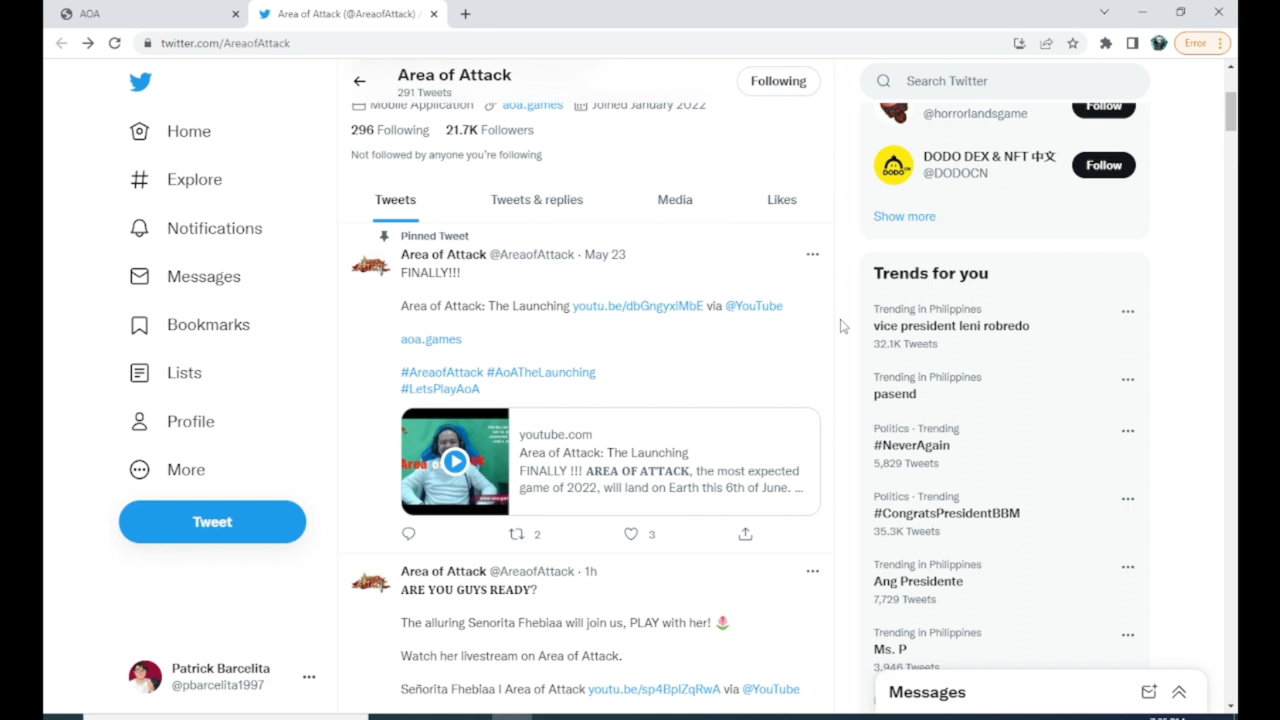 AOA
Area of Attack (@AreaofAttack) /
twitter.com/AreaofAttack
Error
Home
Explore
Notifications
Messages
Bookmarks
Lists
Profile
More
Tweet
Patrick Barcelita
@pbarcelita1997
Area of Attack
291 Tweets
Following
Mobile Application aoa.games Joined January 2022
296 Following 21.7K Followers
Not followed by anyone you're following
Tweets Tweets & replies Media Likes
Pinned Tweet
Area of Attack @AreaofAttack · May 23
FINALLY!!!
Area of Attack: The Launching youtu.be/dbGngyxiMbE via @YouTube
aoa.games
#AreaofAttack #AoATheLaunching
#LetsPlayAoA
youtube.com
Area of Attack: The Launching
FINALLY !!! AREA OF ATTACK, the most expected
game of 2022, will land on Earth this 6th of June. ...
2 3
Area of Attack @AreaofAttack · 1h
ARE YOU GUYS READY?
The alluring Senorita Fhebiaa will join us, PLAY with her!
Watch her livestream on Area of Attack.
Señorita Fhebiaa I Area of Attack youtu.be/sp4BpIZqRwA via @YouTube
Search Twitter
@horrorlandsgame
Follow
DODO DEX & NFT 中文
@DODOCN
Follow
Show more
Trends for you
Trending in Philippines
vice president leni robredo
32.1K Tweets
Trending in Philippines
pasend
Politics · Trending
#NeverAgain
5,829 Tweets
Politics · Trending
#CongratsPresidentBBM
35.3K Tweets
Trending in Philippines
Ang Presidente
7,729 Tweets
Trending in Philippines
Ms. P
3,946 Tweets
Messages